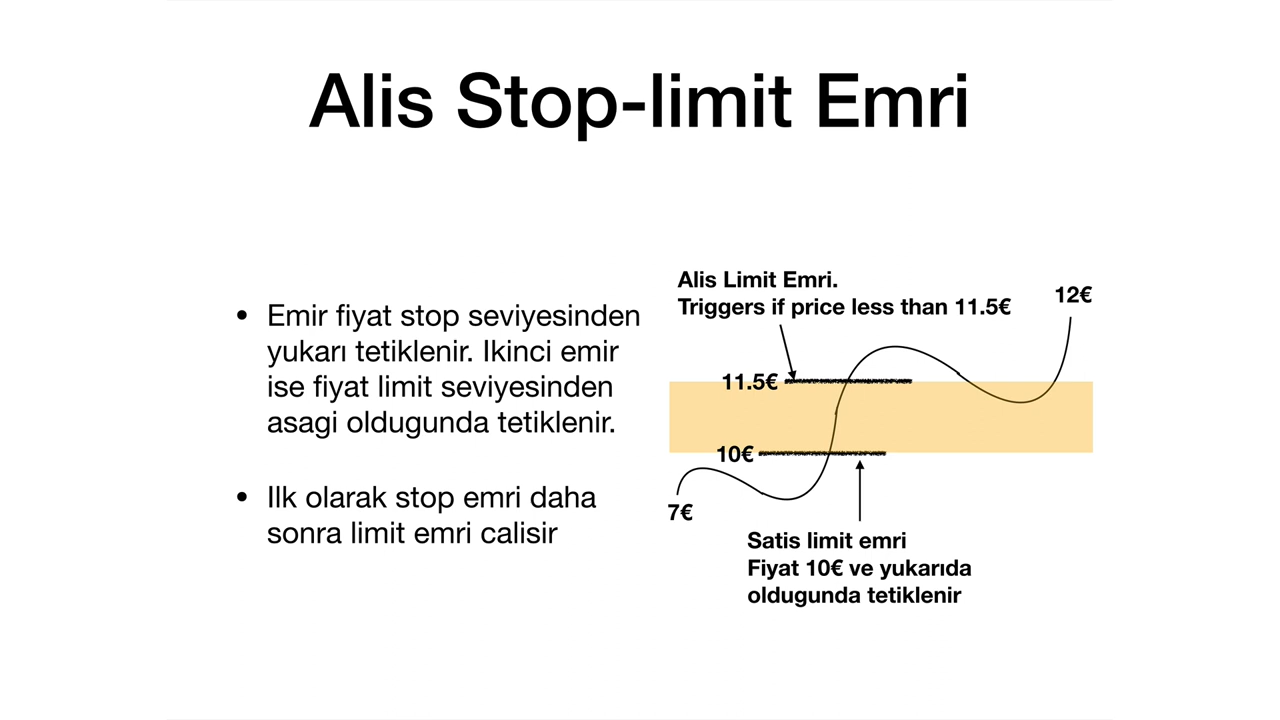 Alis Stop-limit Emri
• Emir fiyat stop seviyesinden
yukarı tetiklenir. Ikinci emir
ise fiyat limit seviyesinden
asagi oldugunda tetiklenir.
• Ilk olarak stop emri daha
sonra limit emri calisir
Alis Limit Emri.
Triggers if price less than 11.5€
12€
11.5€
10€
7€
Satis limit emri
Fiyat 10€ ve yukarıda
oldugunda tetiklenir